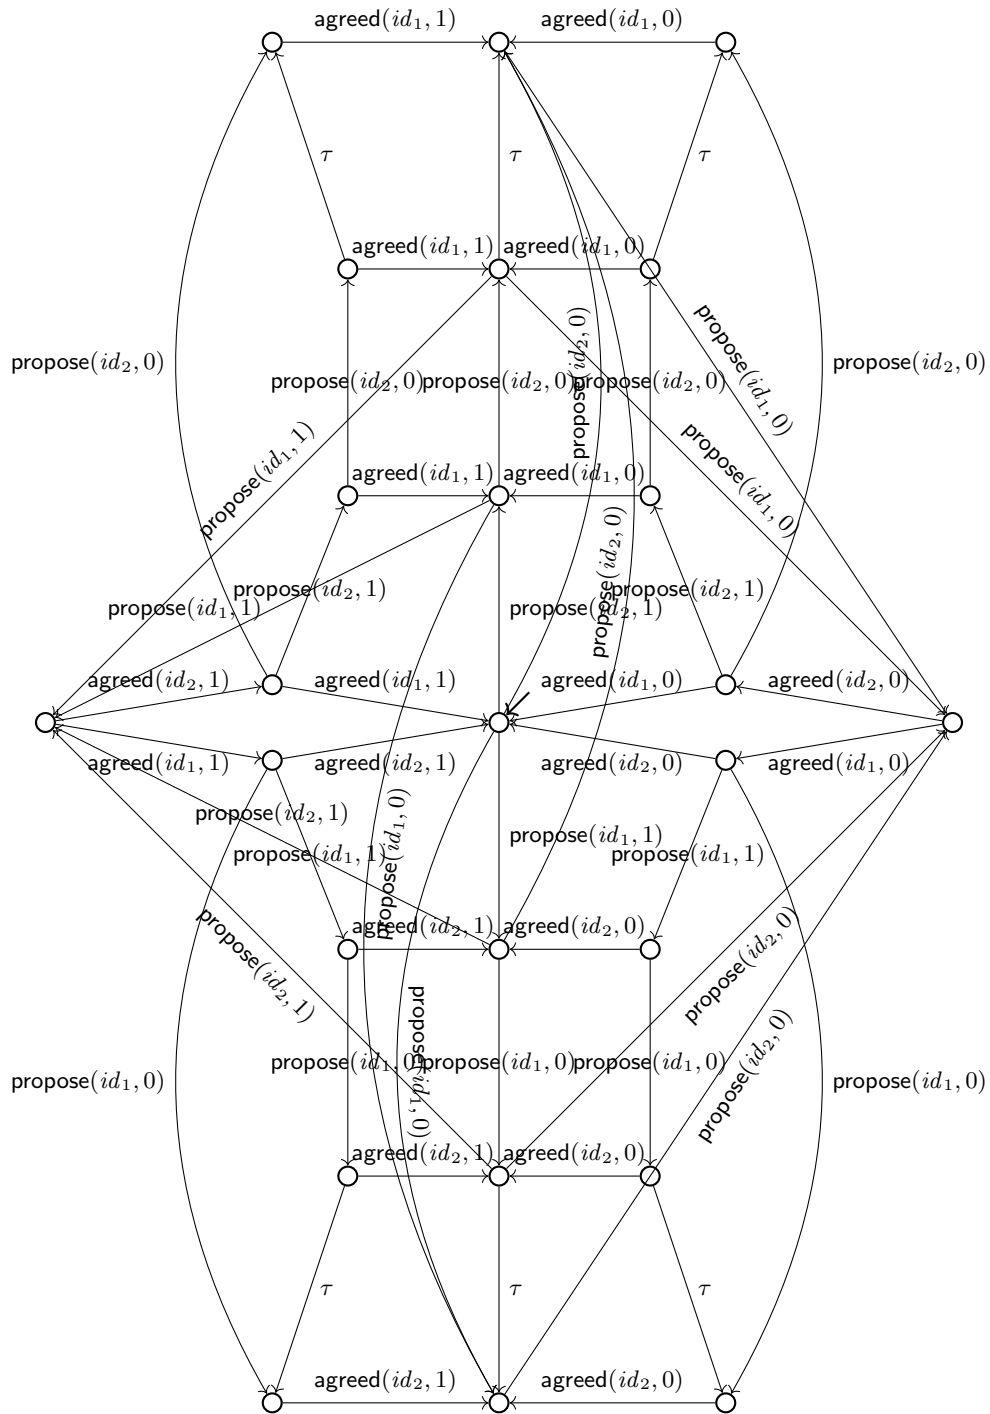 agreed(id₁, 1)
agreed(id₁, 0)
τ
τ
τ
agreed(id₁, 1)
agreed(id₁, 0)
propose(id₂, 0)
propose(id₂, 0)
propose(id₂, 0)
propose(id₂, 0)
propose(id₂, 0)
propose(id₂, 0)
propose(id₁, 0)
propose(id₁, 1)
propose(id₁, 0)
agreed(id₁, 1)
agreed(id₁, 0)
propose(id₂, 0)
propose(id₁, 1)
propose(id₂, 1)
propose(id₂, 1)
propose(id₂, 1)
agreed(id₂, 1)
agreed(id₁, 1)
agreed(id₁, 0)
agreed(id₂, 0)
agreed(id₁, 1)
agreed(id₂, 1)
agreed(id₂, 0)
agreed(id₁, 0)
propose(id₂, 1)
propose(id₁, 1)
propose(id₁, 0)
propose(id₁, 1)
propose(id₁, 1)
agreed(id₂, 1)
agreed(id₂, 0)
propose(id₂, 1)
propose(id₂, 0)
propose(id₁, 0)
propose(id₁, 0)
propose(id₁, 0)
propose(id₁, 0)
propose(id₁, 0)
propose(id₂, 0)
propose(id₁, 0)
agreed(id₂, 1)
agreed(id₂, 0)
τ
τ
τ
agreed(id₂, 1)
agreed(id₂, 0)